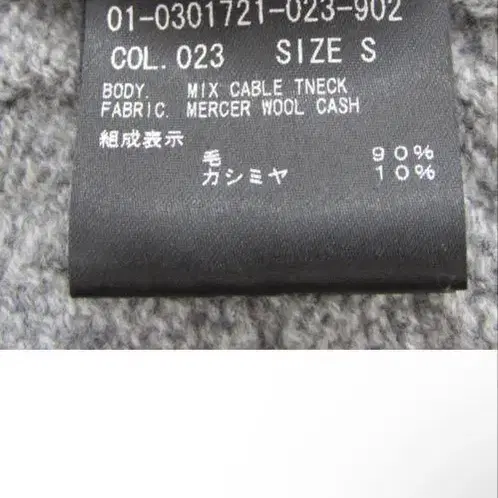 01-0301721-023-902
COL. 023 SIZE S
BODY. MIX CABLE TNECK
FABRIC. MERCER WOOL CASH
組成表示
毛 90%
カシミヤ 10%